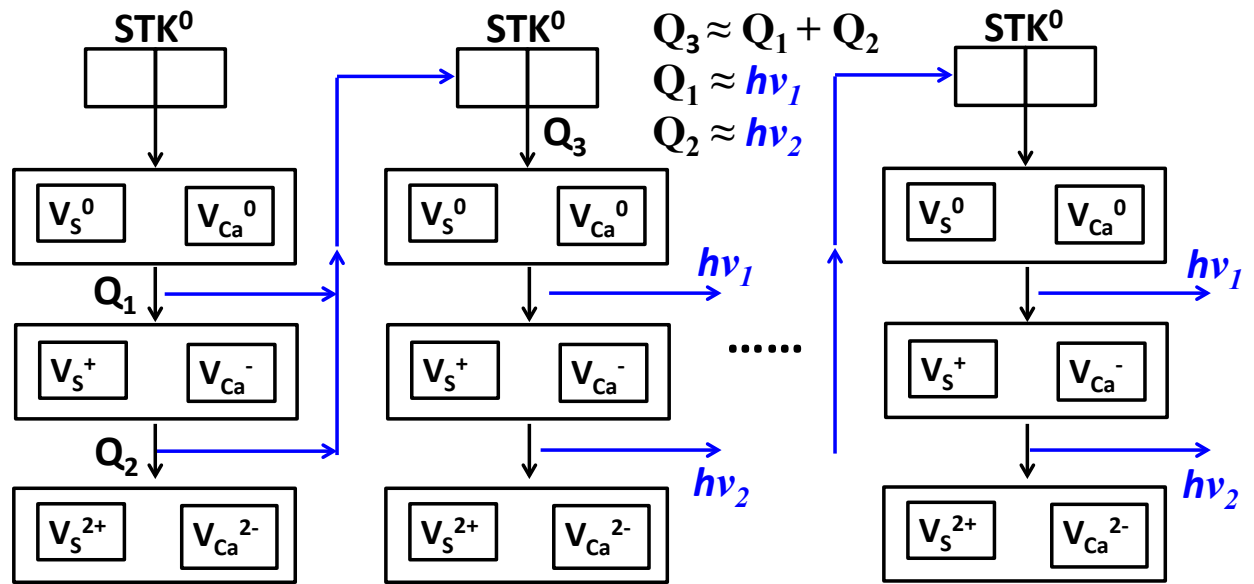 STK⁰ STK⁰ Q₃ ≈ Q₁ + Q₂ STK⁰
Q₁ ≈ hν₁
Q₃ Q₂ ≈ hν₂
V_S⁰ V_Ca⁰ V_S⁰ V_Ca⁰ V_S⁰ V_Ca⁰
Q₁ hν₁ hν₁
V_S⁺ V_Ca⁻ V_S⁺ V_Ca⁻ ...... V_S⁺ V_Ca⁻
Q₂ hν₂ hν₂
V_S²⁺ V_Ca²⁻ V_S²⁺ V_Ca²⁻ V_S²⁺ V_Ca²⁻